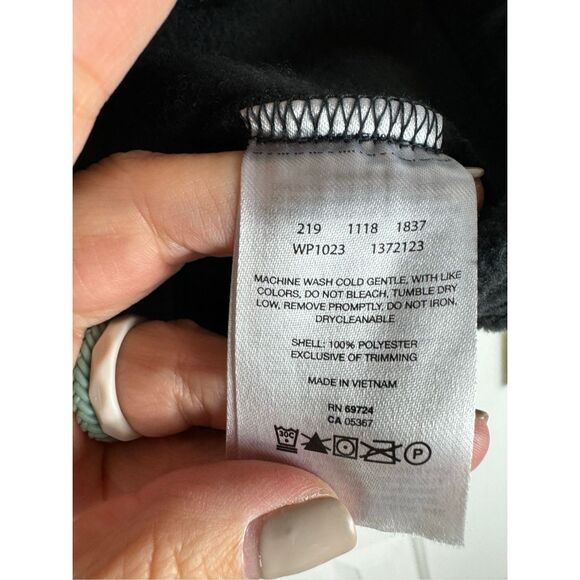 219 1118 1837
WP1023 1372123
MACHINE WASH COLD GENTLE, WITH LIKE
COLORS, DO NOT BLEACH, TUMBLE DRY
LOW, REMOVE PROMPTLY, DO NOT IRON,
DRYCLEANABLE
SHELL: 100% POLYESTER
EXCLUSIVE OF TRIMMING
MADE IN VIETNAM
RN 69724
CA 05367
30C P